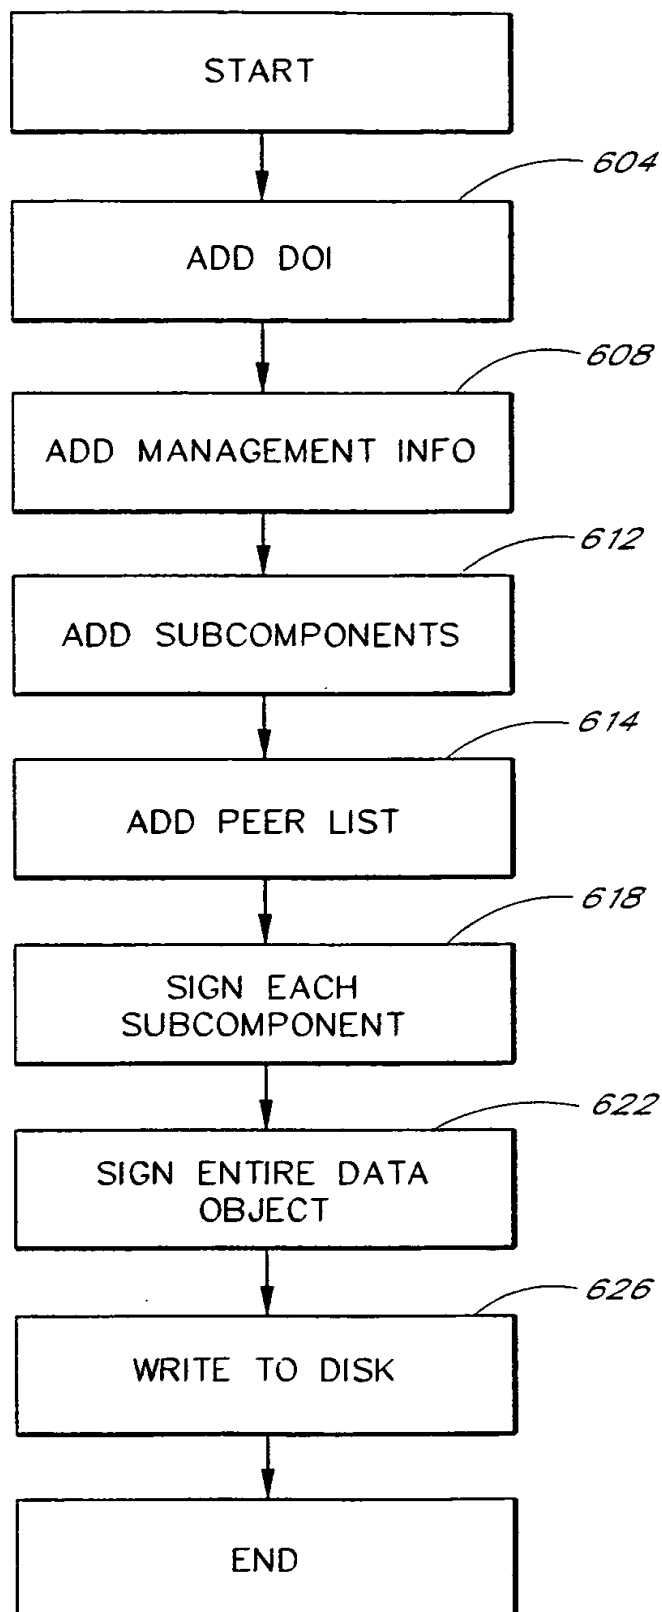 START
604
ADD DOI
608
ADD MANAGEMENT INFO
612
ADD SUBCOMPONENTS
614
ADD PEER LIST
618
SIGN EACH
SUBCOMPONENT
622
SIGN ENTIRE DATA
OBJECT
626
WRITE TO DISK
END